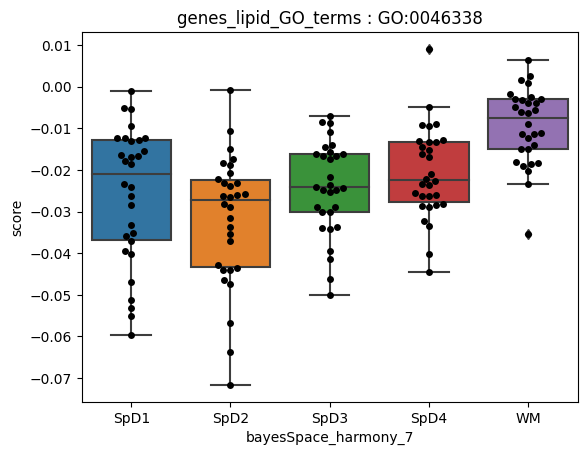 genes_lipid_GO_terms : GO:0046338
0.01
0.00
−0.01
−0.02
−0.03
−0.04
−0.05
−0.06
−0.07
score
SpD1 SpD2 SpD3 SpD4 WM
bayesSpace_harmony_7